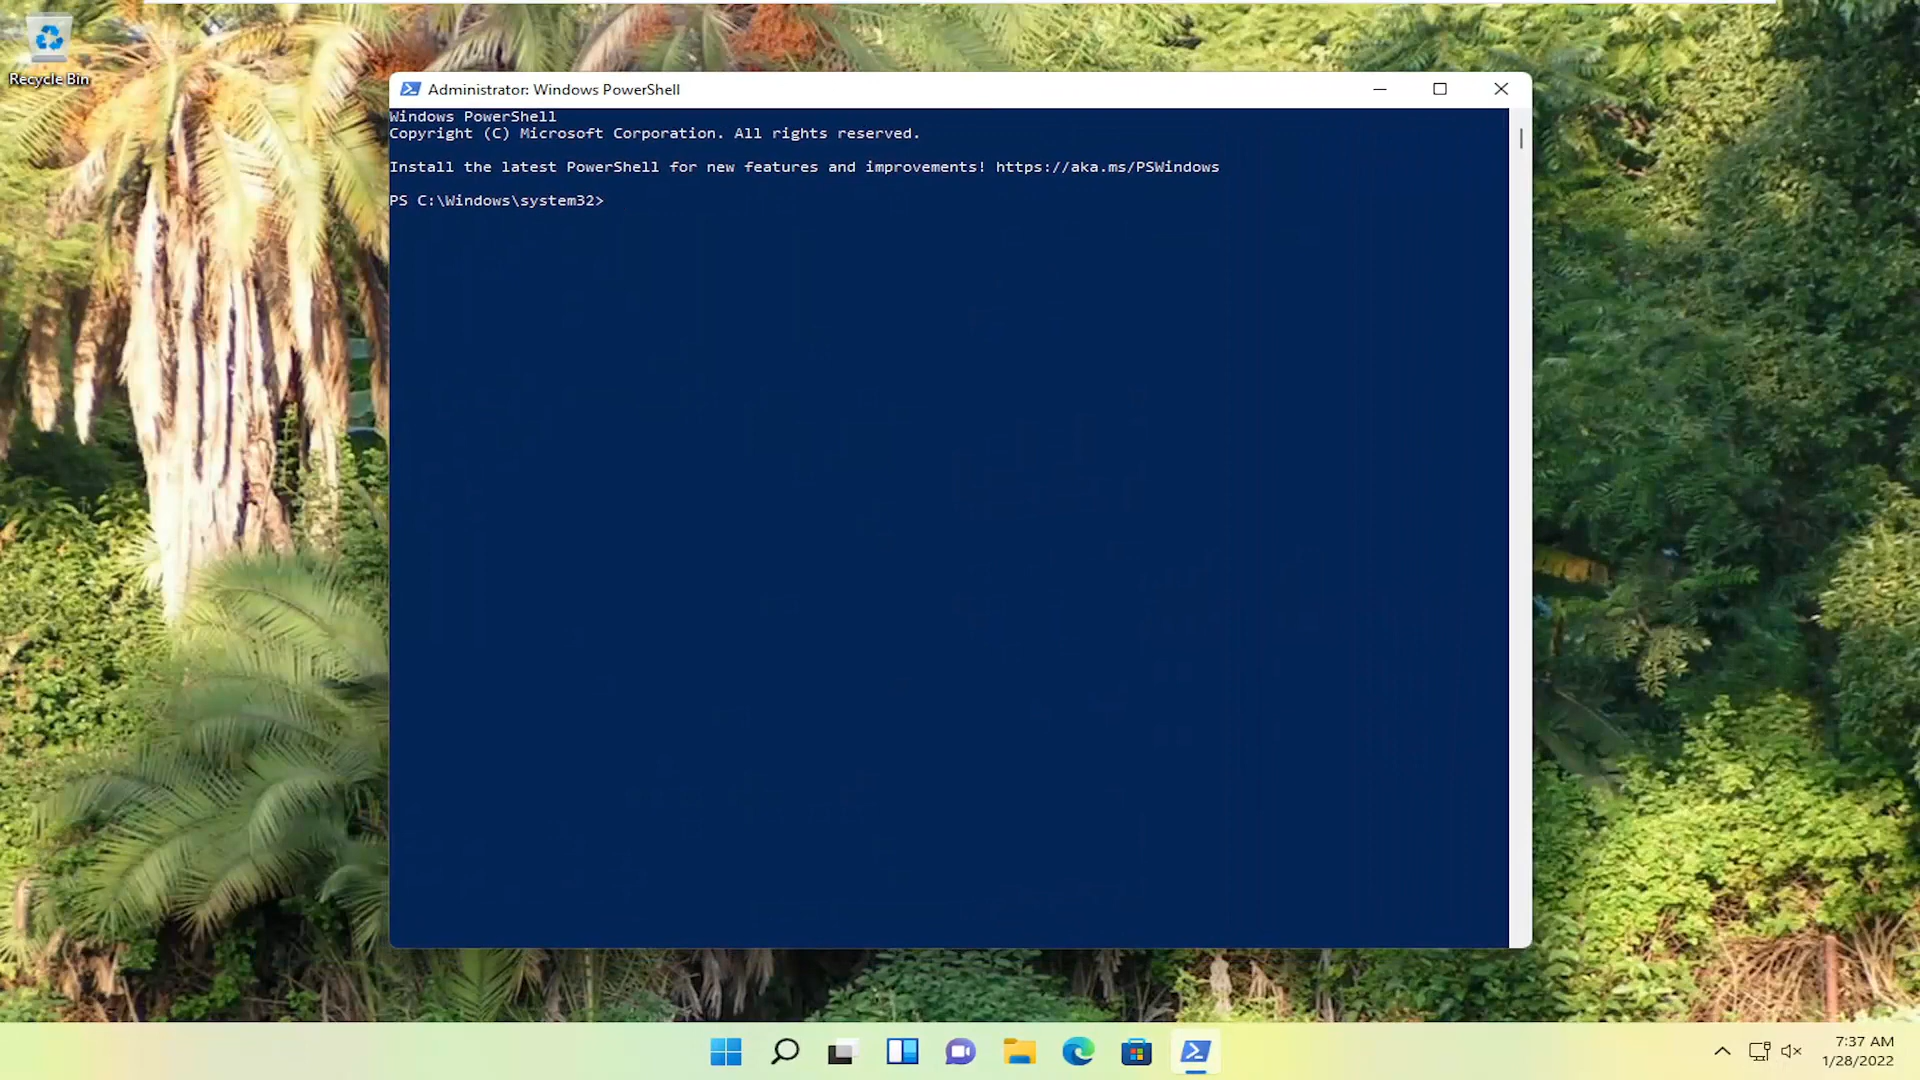 Recycle Bin
Administrator: Windows PowerShell
Windows PowerShell
Copyright (C) Microsoft Corporation. All rights reserved.
Install the latest PowerShell for new features and improvements! https://aka.ms/PSWindows
PS C:\Windows\system32>
7:37 AM
1/28/2022